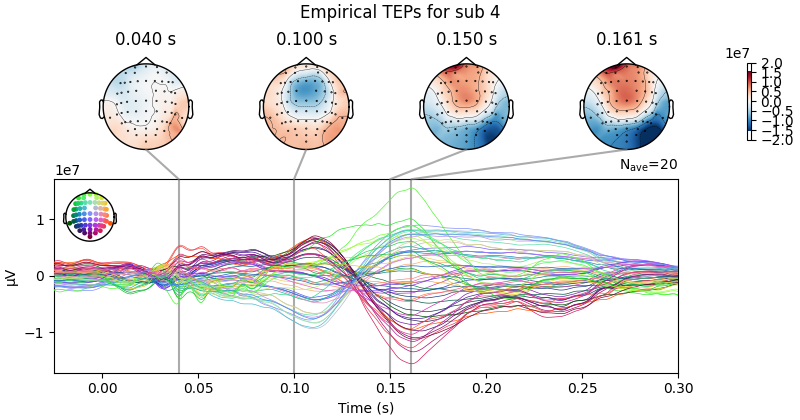 Empirical TEPs for sub 4
0.040 s
0.100 s
0.150 s
0.161 s
1e7
2.0
1.5
1.0
0.5
0.0
−0.5
−1.0
−1.5
−2.0
Nave=20
1e7
1
0
−1
µV
0.00
0.05
0.10
0.15
0.20
0.25
0.30
Time (s)